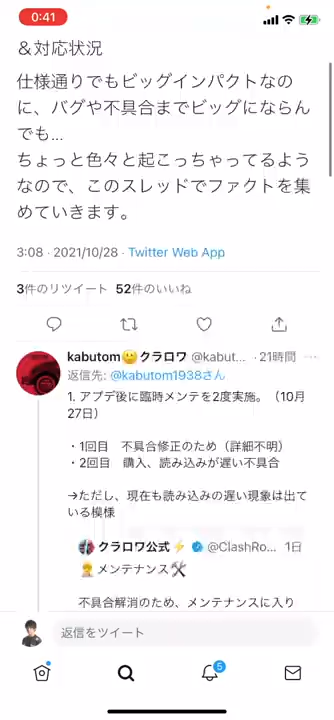 0:41
＆対応状況
仕様通りでもビッグインパクトなの
に、バグや不具合までビッグにならん
でも...
ちょっと色々と起こっちゃってるよう
なので、このスレッドでファクトを集
めていきます。
3:08 · 2021/10/28 · Twitter Web App
3件のリツイート 52件のいいね
kabutom🙂クラロワ @kabut... · 21時間
返信先: @kabutom1938さん
1. アプデ後に臨時メンテを2度実施。（10月
27日）
・1回目 不具合修正のため（詳細不明）
・2回目 購入、読み込みが遅い不具合
→ただし、現在も読み込みの遅い現象は出て
いる模様
クラロワ公式⚡ @ClashRo... 1日
👷メンテナンス🛠
不具合解消のため、メンテナンスに入り
返信をツイート
5